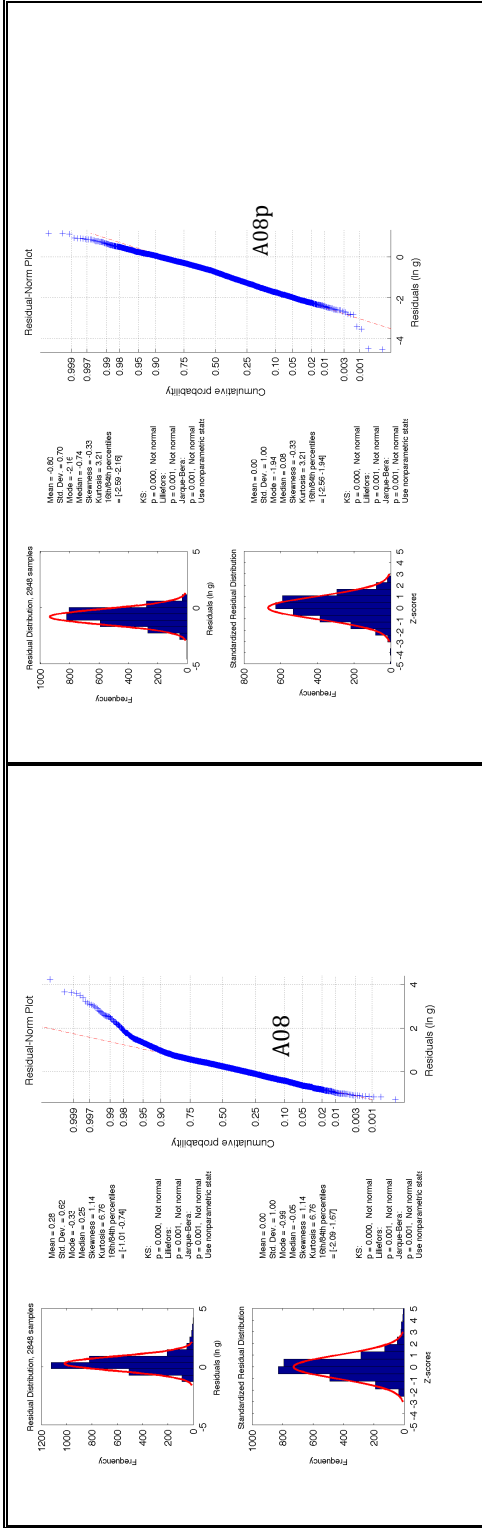 Residual Distribution, 2848 samples
1200
1000
800
600
400
200
0
Frequency
-5 0 5
Residuals (ln g)
Mean = 0.28
Std. Dev. = 0.62
Mode = -0.33
Median = 0.25
Skewness = 1.14
Kurtosis = 6.76
16th/84th percentiles
= [-1.01 -0.74]
KS:
p = 0.000, Not normal
Lillefors:
p = 0.001, Not normal
Jarque-Bera:
p = 0.001, Not normal
Use nonparametric stats
Standardized Residual Distribution
1000
800
600
400
200
0
Frequency
-5 -4 -3 -2 -1 0 1 2 3 4 5
Z-scores
Mean = 0.00
Std. Dev. = 1.00
Mode = -0.99
Median = -0.05
Skewness = 1.14
Kurtosis = 6.76
16th/84th percentiles
= [-2.09 -1.67]
KS:
p = 0.000, Not normal
Lillefors:
p = 0.001, Not normal
Jarque-Bera:
p = 0.001, Not normal
Use nonparametric stats
Residual-Norm Plot
0.999
0.997
0.99
0.98
0.95
0.90
0.75
0.50
0.25
0.10
0.05
0.02
0.01
0.003
0.001
Cumulative probability
A08
0 2 4
Residuals (ln g)
Residual Distribution, 2848 samples
1000
800
600
400
200
0
Frequency
-5 0 5
Residuals (ln g)
Mean = -0.80
Std. Dev. = 0.70
Mode = -2.16
Median = -0.74
Skewness = -0.33
Kurtosis = 3.21
16th/84th percentiles
= [-2.59 -2.16]
KS:
p = 0.000, Not normal
Lillefors:
p = 0.001, Not normal
Jarque-Bera:
p = 0.001, Not normal
Use nonparametric stats
Standardized Residual Distribution
800
600
400
200
0
Frequency
-5 -4 -3 -2 -1 0 1 2 3 4 5
Z-scores
Mean = 0.00
Std. Dev. = 1.00
Mode = -1.94
Median = 0.08
Skewness = -0.33
Kurtosis = 3.21
16th/84th percentiles
= [-2.56 -1.94]
KS:
p = 0.000, Not normal
Lillefors:
p = 0.001, Not normal
Jarque-Bera:
p = 0.001, Not normal
Use nonparametric stats
Residual-Norm Plot
0.999
0.997
0.99
0.98
0.95
0.90
0.75
0.50
0.25
0.10
0.05
0.02
0.01
0.003
0.001
Cumulative probability
A08p
-4 -2 0
Residuals (ln g)